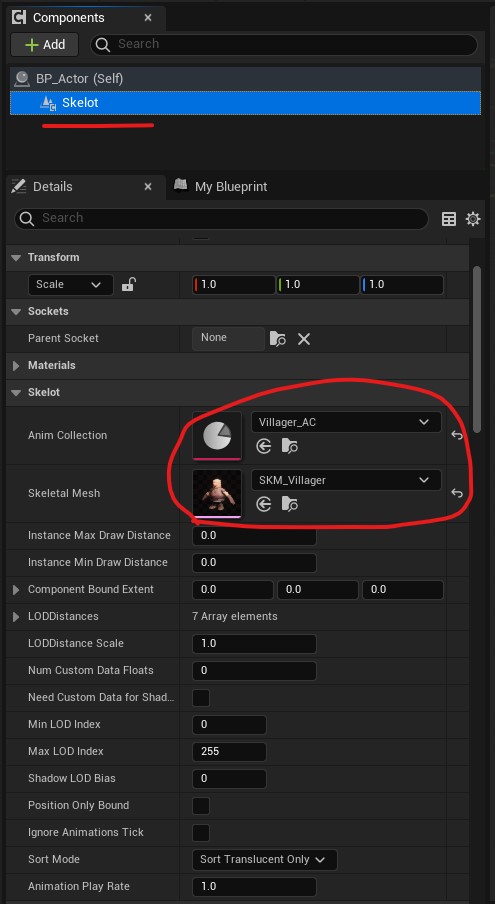 Components
Add
Search
BP_Actor (Self)
Skelot
Details
My Blueprint
Search
Transform
Scale 1.0 1.0 1.0
Sockets
Parent Socket None
Materials
Skelot
Anim Collection Villager_AC
Skeletal Mesh SKM_Villager
Instance Max Draw Distance 0.0
Instance Min Draw Distance 0.0
Component Bound Extent 0.0 0.0 0.0
LODDistances 7 Array elements
LODDistance Scale 1.0
Num Custom Data Floats 0
Need Custom Data for Shad...
Min LOD Index 0
Max LOD Index 255
Shadow LOD Bias 0
Position Only Bound
Ignore Animations Tick
Sort Mode Sort Translucent Only
Animation Play Rate 1.0